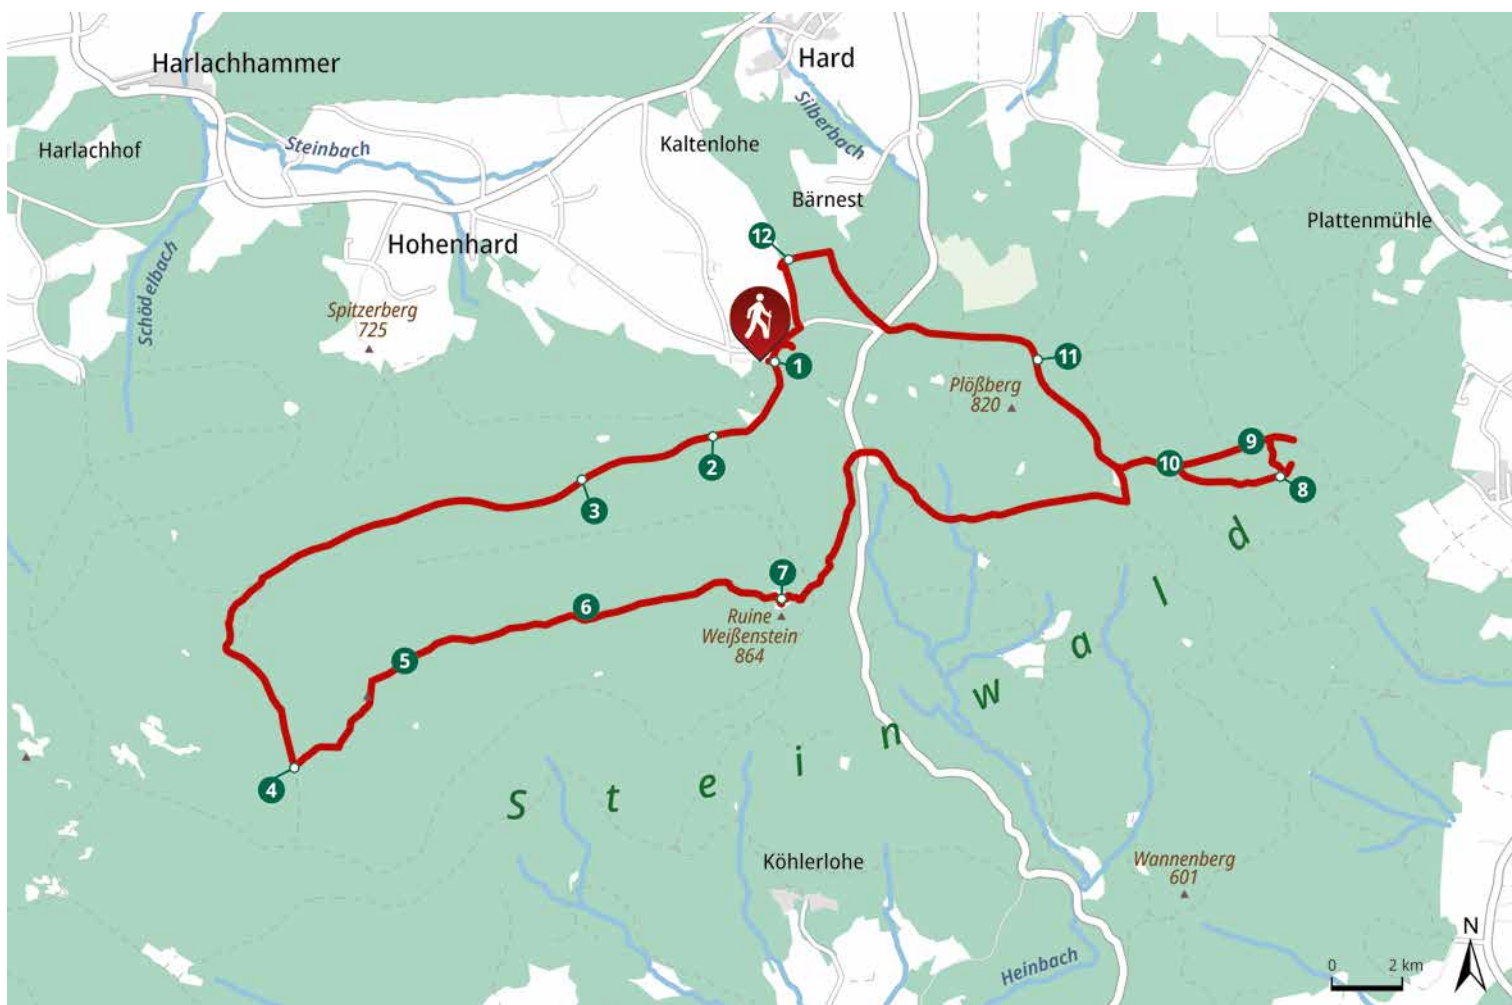 Harlachhammer
Hard
Silberbach
Steinbach
Harlachhof
Kaltenlohe
Bärnest
Plattenmühle
12
Hohenhard
Schödelbach
Spitzerberg
725
1
11
Plößberg
820
2
9
10
8
3
7
6
Ruine
Weißenstein
864
5
4
Steinwald
Köhlerlohe
Wannenberg
601
Heinbach
N
0 2 km